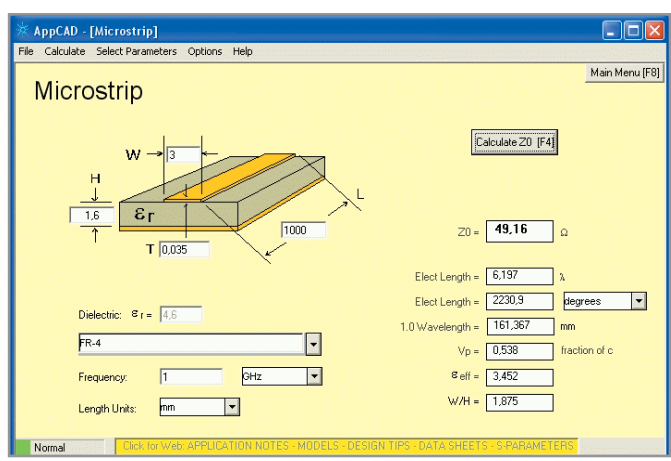 AppCAD - [Microstrip]
File Calculate Select Parameters Options Help
Main Menu [F8]
Microstrip
Calculate Z0 [F4]
W 3
H
1,6
εr
L
1000
T 0,035
Z0 = 49,16 Ω
Elect Length = 6,197 λ
Elect Length = 2230,9 degrees
Dielectric: εr = 4,6
1.0 Wavelength = 161,367 mm
FR-4
Vp = 0,538 fraction of c
Frequency: 1 GHz
εeff = 3,452
Length Units: mm
W/H = 1,875
Normal
Click for Web: APPLICATION NOTES - MODELS - DESIGN TIPS - DATA SHEETS - S-PARAMETERS